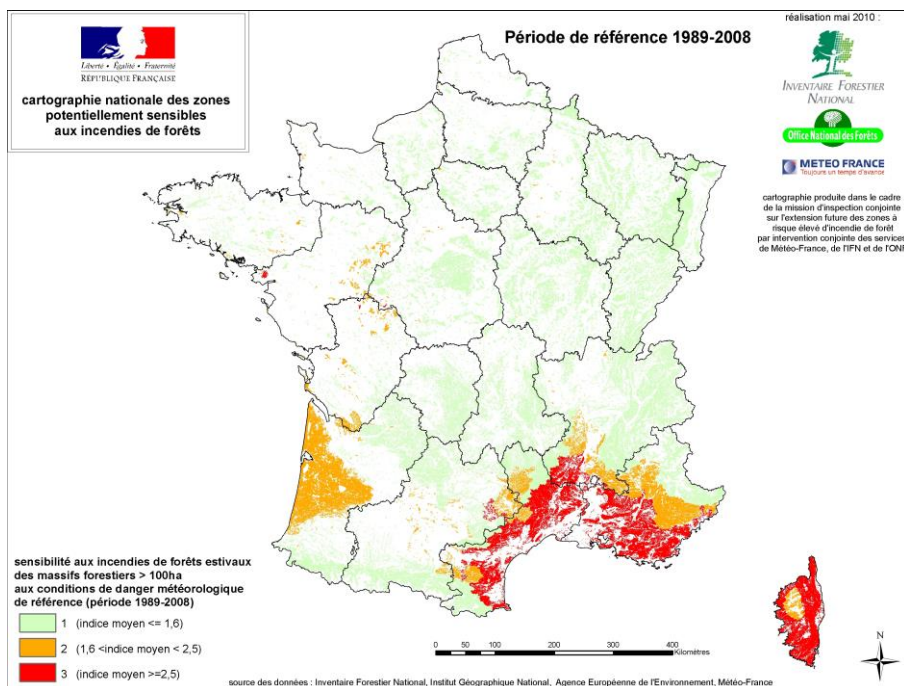 Liberté • Égalité • Fraternité
RÉPUBLIQUE FRANÇAISE
cartographie nationale des zones
potentiellement sensibles
aux incendies de forêts
Période de référence 1989-2008
réalisation mai 2010 :
INVENTAIRE FORESTIER
NATIONAL
Office National des Forêts
METEO FRANCE
Toujours un temps d'avance
cartographie produite dans le cadre
de la mission d'inspection conjointe
sur l'extension future des zones à
risque élevé d'incendie de forêt
par intervention conjointe des services
de Météo-France, de l'IFN et de l'ONF
sensibilité aux incendies de forêts estivaux
des massifs forestiers > 100ha
aux conditions de danger météorologique
de référence (période 1989-2008)
1 (indice moyen <= 1,6)
2 (1,6 <indice moyen < 2,5)
3 (indice moyen >=2,5)
0 50 100 200 300 400
Kilomètres
N
source des données : Inventaire Forestier National, Institut Géographique National, Agence Européenne de l'Environnement, Météo-France